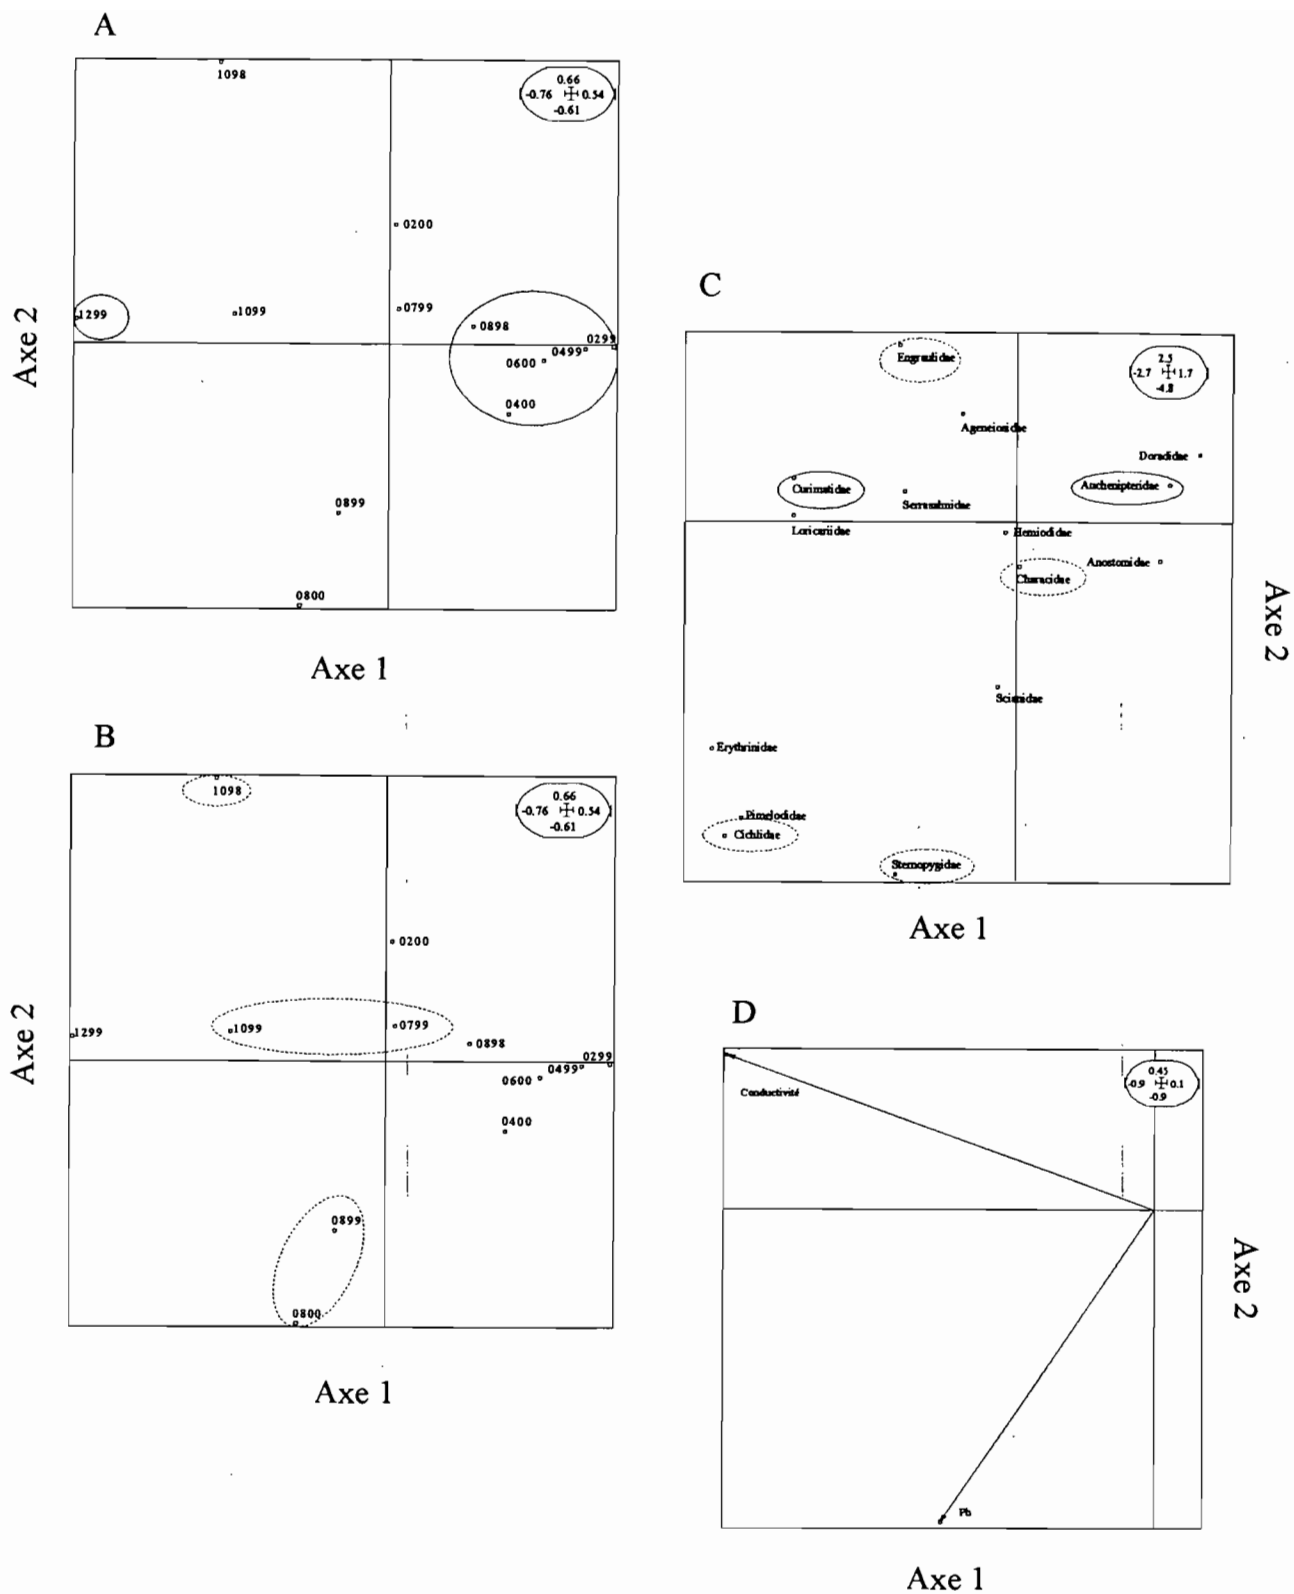 A
1098
0.66
-0.76 0.54
-0.61
0200
1299
1099
0799
0898
0299
0499
0600
0400
0899
0800
Axe 2
Axe 1
B
1098
0.66
-0.76 0.54
-0.61
0200
1299
1099
0799
0898
0299
0499
0600
0400
0899
0800
Axe 2
Axe 1
C
Engraulidae
2.5
-2.7 1.7
-4.8
Ageneionidae
Doradidae
Curimatidae
Auchenipteridae
Serrasalmidae
Loricariidae
Hemiodidae
Anostomidae
Characidae
Sciænidae
Erythrinidae
Pimelodidae
Cichlidae
Sternopygidae
Axe 2
Axe 1
D
0.45
-0.9 0.1
-0.9
Conductivité
Ph
Axe 2
Axe 1